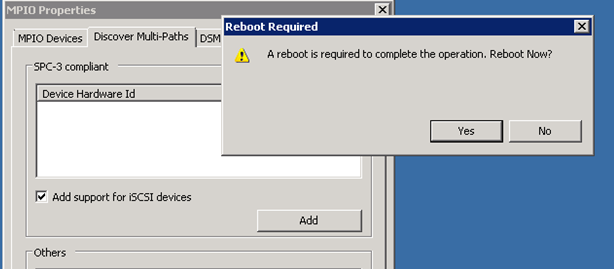 MPIO Properties
MPIO Devices
Discover Multi-Paths
DSM
SPC-3 compliant
Device Hardware Id
Add support for iSCSI devices
Add
Others
Reboot Required
A reboot is required to complete the operation. Reboot Now?
Yes
No